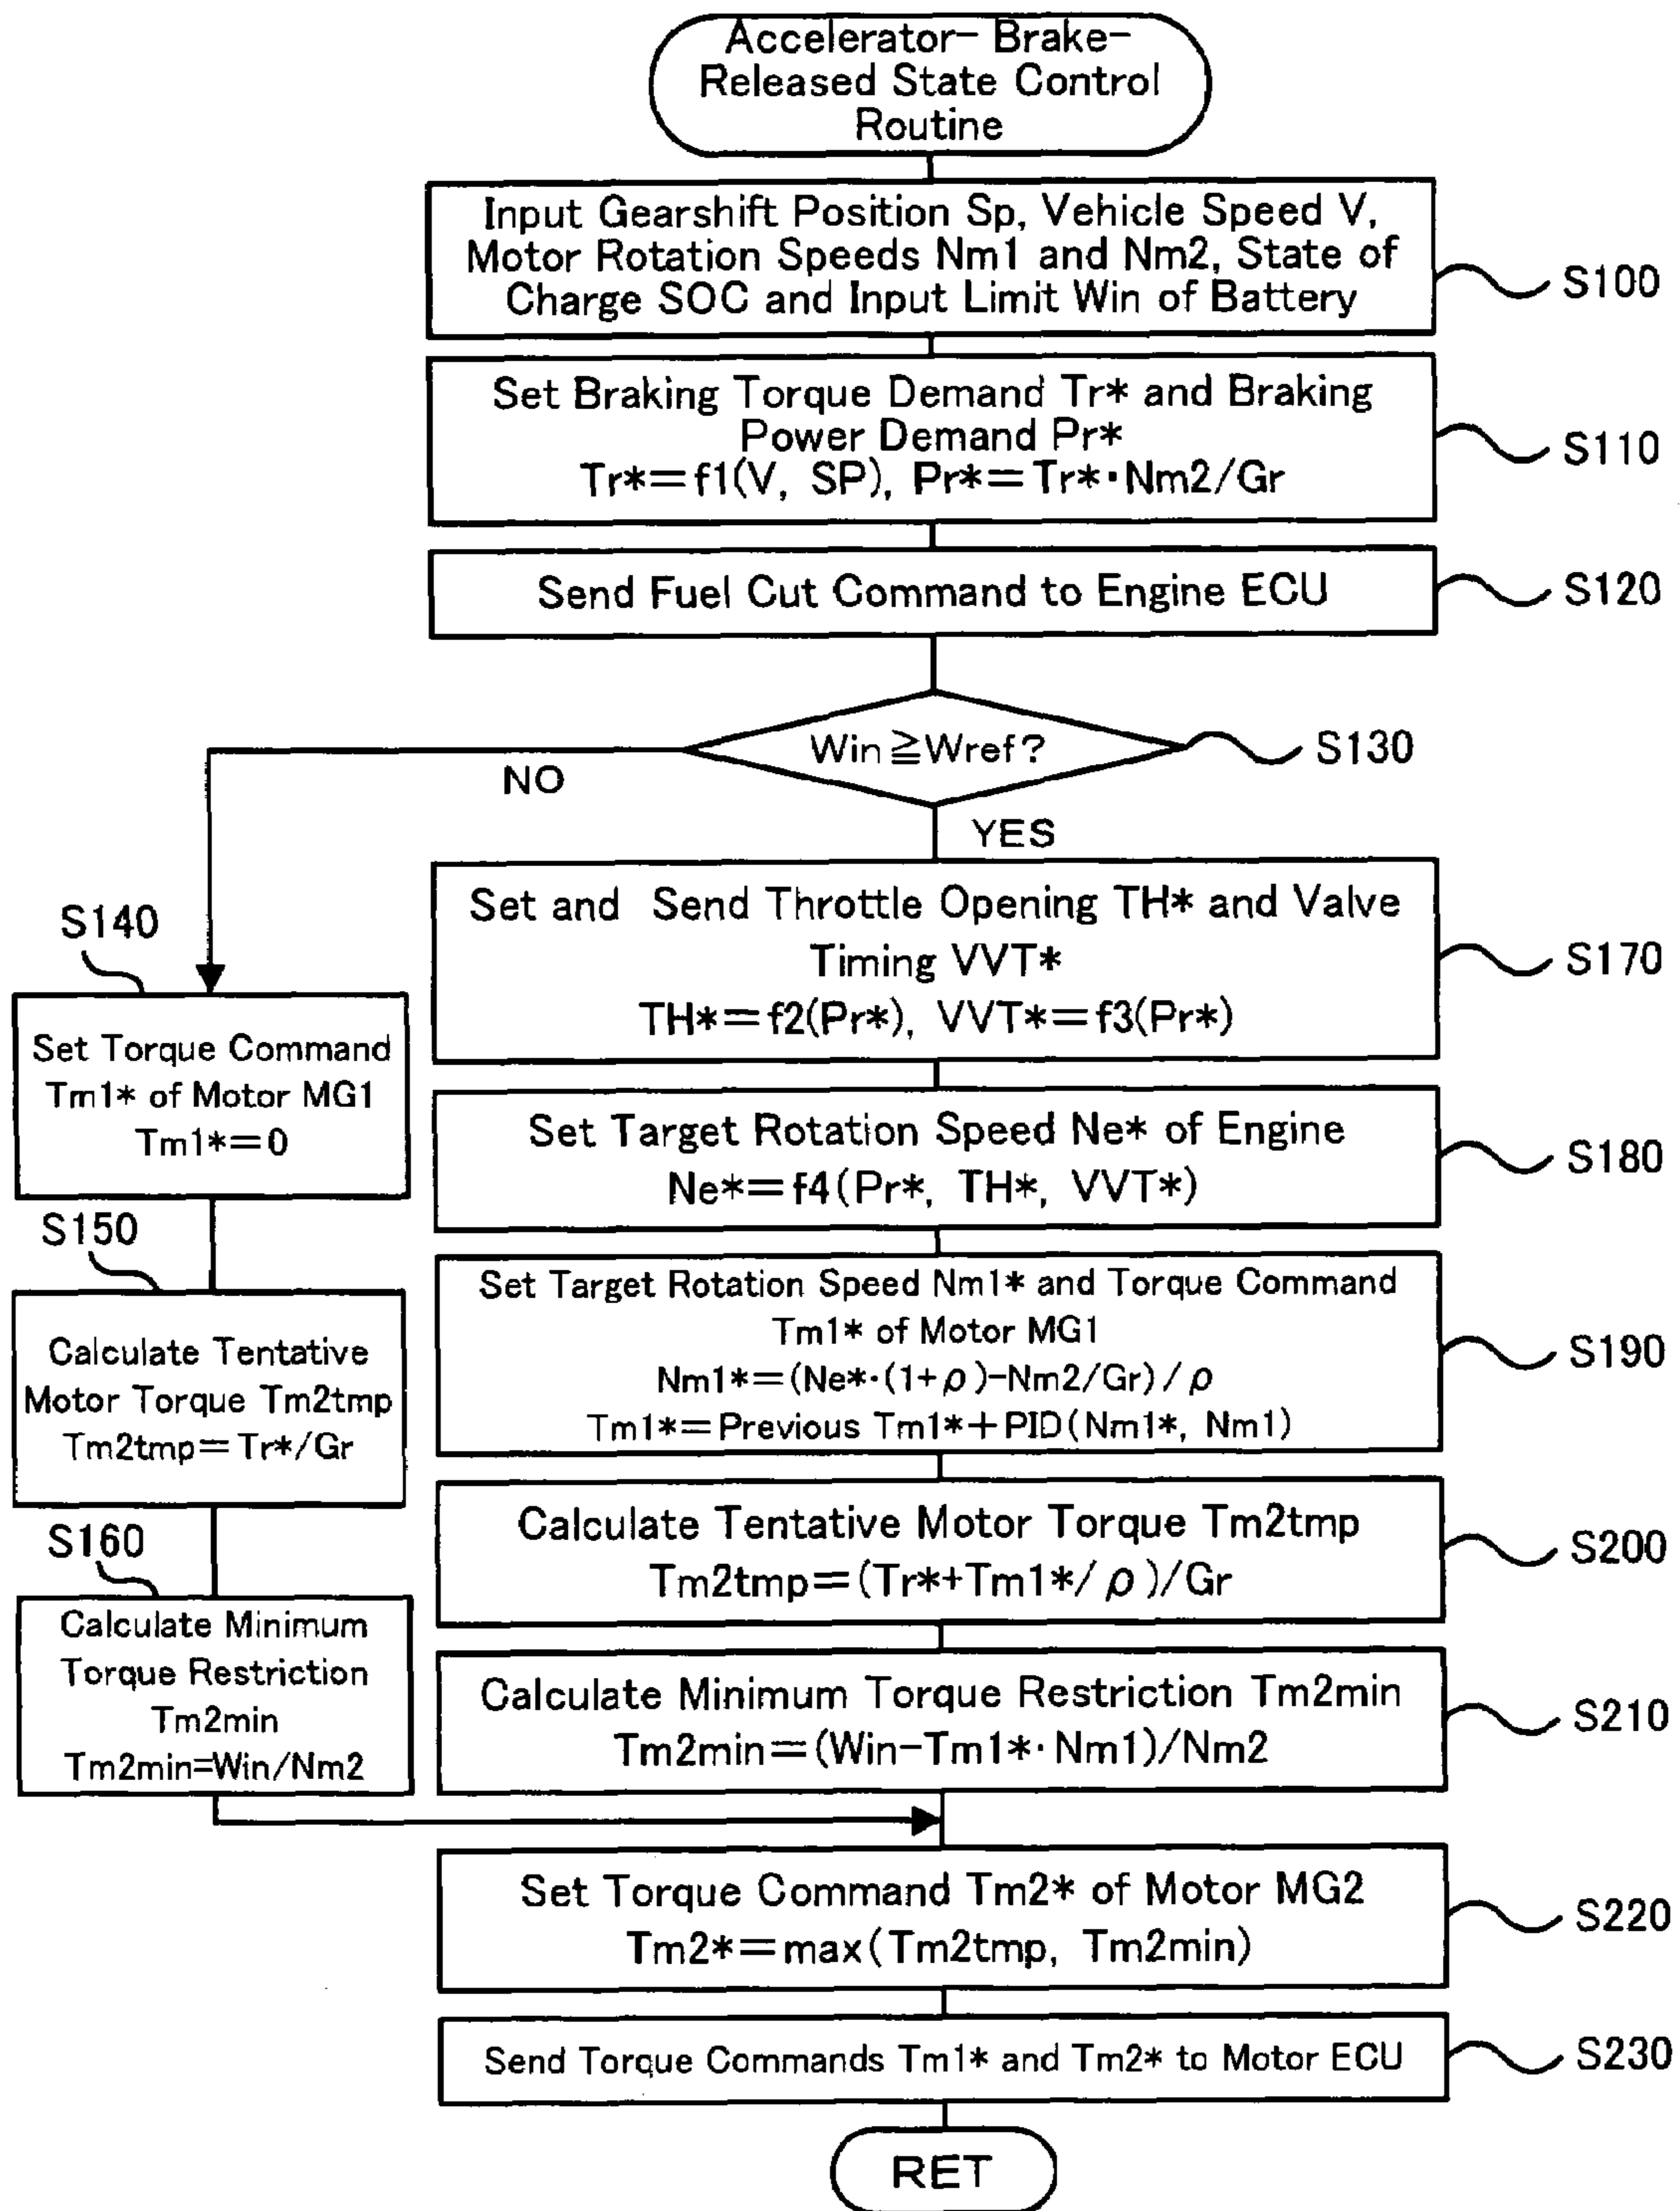 Accelerator- Brake-
Released State Control
Routine
Input Gearshift Position Sp, Vehicle Speed V,
Motor Rotation Speeds Nm1 and Nm2, State of
Charge SOC and Input Limit Win of Battery
S100
Set Braking Torque Demand Tr* and Braking
Power Demand Pr*
Tr*=f1(V, SP), Pr*=Tr*·Nm2/Gr
S110
Send Fuel Cut Command to Engine ECU
S120
Win≧Wref?
S130
NO
YES
S140
Set Torque Command
Tm1* of Motor MG1
Tm1*=0
S150
Calculate Tentative
Motor Torque Tm2tmp
Tm2tmp=Tr*/Gr
S160
Calculate Minimum
Torque Restriction
Tm2min
Tm2min=Win/Nm2
Set and Send Throttle Opening TH* and Valve
Timing VVT*
TH*=f2(Pr*), VVT*=f3(Pr*)
S170
Set Target Rotation Speed Ne* of Engine
Ne*=f4(Pr*, TH*, VVT*)
S180
Set Target Rotation Speed Nm1* and Torque Command
Tm1* of Motor MG1
Nm1*=(Ne*·(1+ρ)-Nm2/Gr)/ρ
Tm1*=Previous Tm1*+PID(Nm1*, Nm1)
S190
Calculate Tentative Motor Torque Tm2tmp
Tm2tmp=(Tr*+Tm1*/ρ)/Gr
S200
Calculate Minimum Torque Restriction Tm2min
Tm2min=(Win-Tm1*·Nm1)/Nm2
S210
Set Torque Command Tm2* of Motor MG2
Tm2*=max(Tm2tmp, Tm2min)
S220
Send Torque Commands Tm1* and Tm2* to Motor ECU
S230
RET